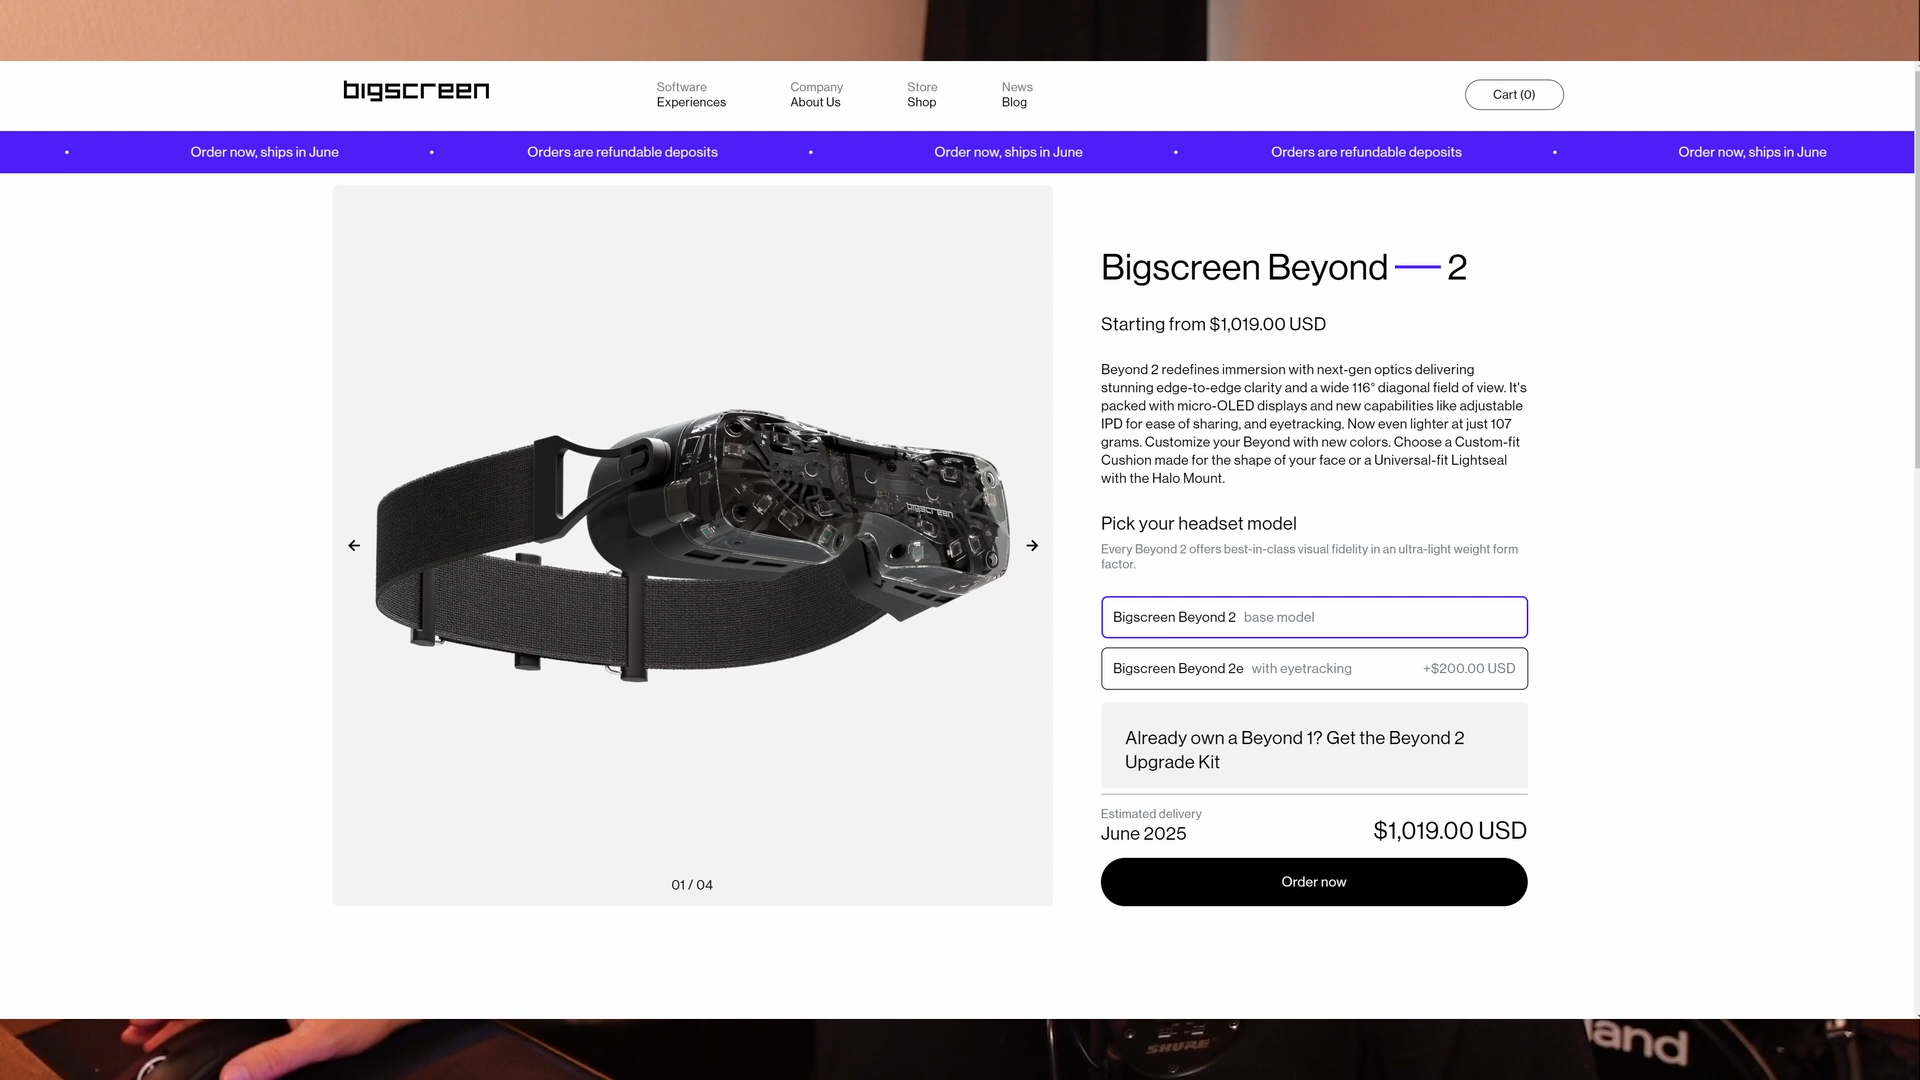 bigscreen
Software
Experiences
Company
About Us
Store
Shop
News
Blog
Cart (0)
• Order now, ships in June • Orders are refundable deposits • Order now, ships in June • Orders are refundable deposits • Order now, ships in June
bigscreen
01 / 04
Bigscreen Beyond — 2
Starting from $1,019.00 USD
Beyond 2 redefines immersion with next-gen optics delivering
stunning edge-to-edge clarity and a wide 116° diagonal field of view. It's
packed with micro-OLED displays and new capabilities like adjustable
IPD for ease of sharing, and eyetracking. Now even lighter at just 107
grams. Customize your Beyond with new colors. Choose a Custom-fit
Cushion made for the shape of your face or a Universal-fit Lightseal
with the Halo Mount.
Pick your headset model
Every Beyond 2 offers best-in-class visual fidelity in an ultra-light weight form
factor.
Bigscreen Beyond 2 base model
Bigscreen Beyond 2e with eyetracking +$200.00 USD
Already own a Beyond 1? Get the Beyond 2
Upgrade Kit
Estimated delivery
June 2025
$1,019.00 USD
Order now
SHURE
land